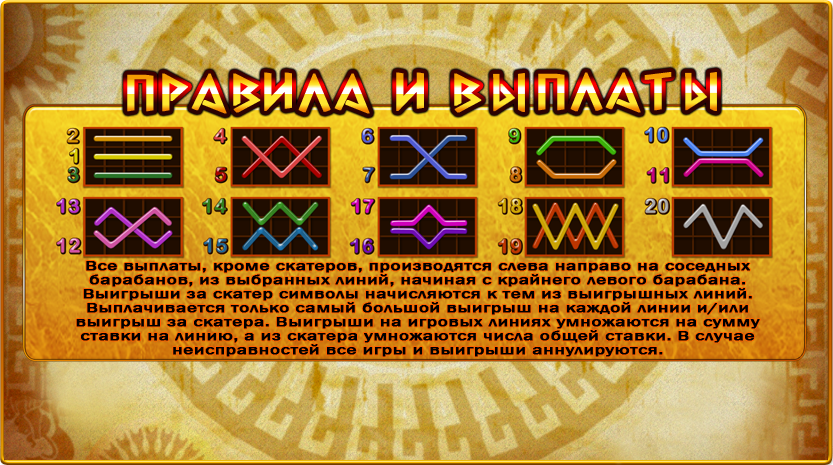 ПРАВИЛА И ВЫПЛАТЫ
2 4 6 9 10
1
3 5 7 8 11
13 14 17 18 20
12 15 16 19
Все выплаты, кроме скатеров, производятся слева направо на соседных
барабанов, из выбранных линий, начиная с крайнего левого барабана.
Выигрыши за скатер символы начисляются к тем из выигрышных линий.
Выплачивается только самый большой выигрыш на каждой линии и/или
выигрыш за скатера. Выигрыши на игровых линиях умножаются на сумму
ставки на линию, а из скатера умножаются числа общей ставки. В случае
неисправностей все игры и выигрыши аннулируются.